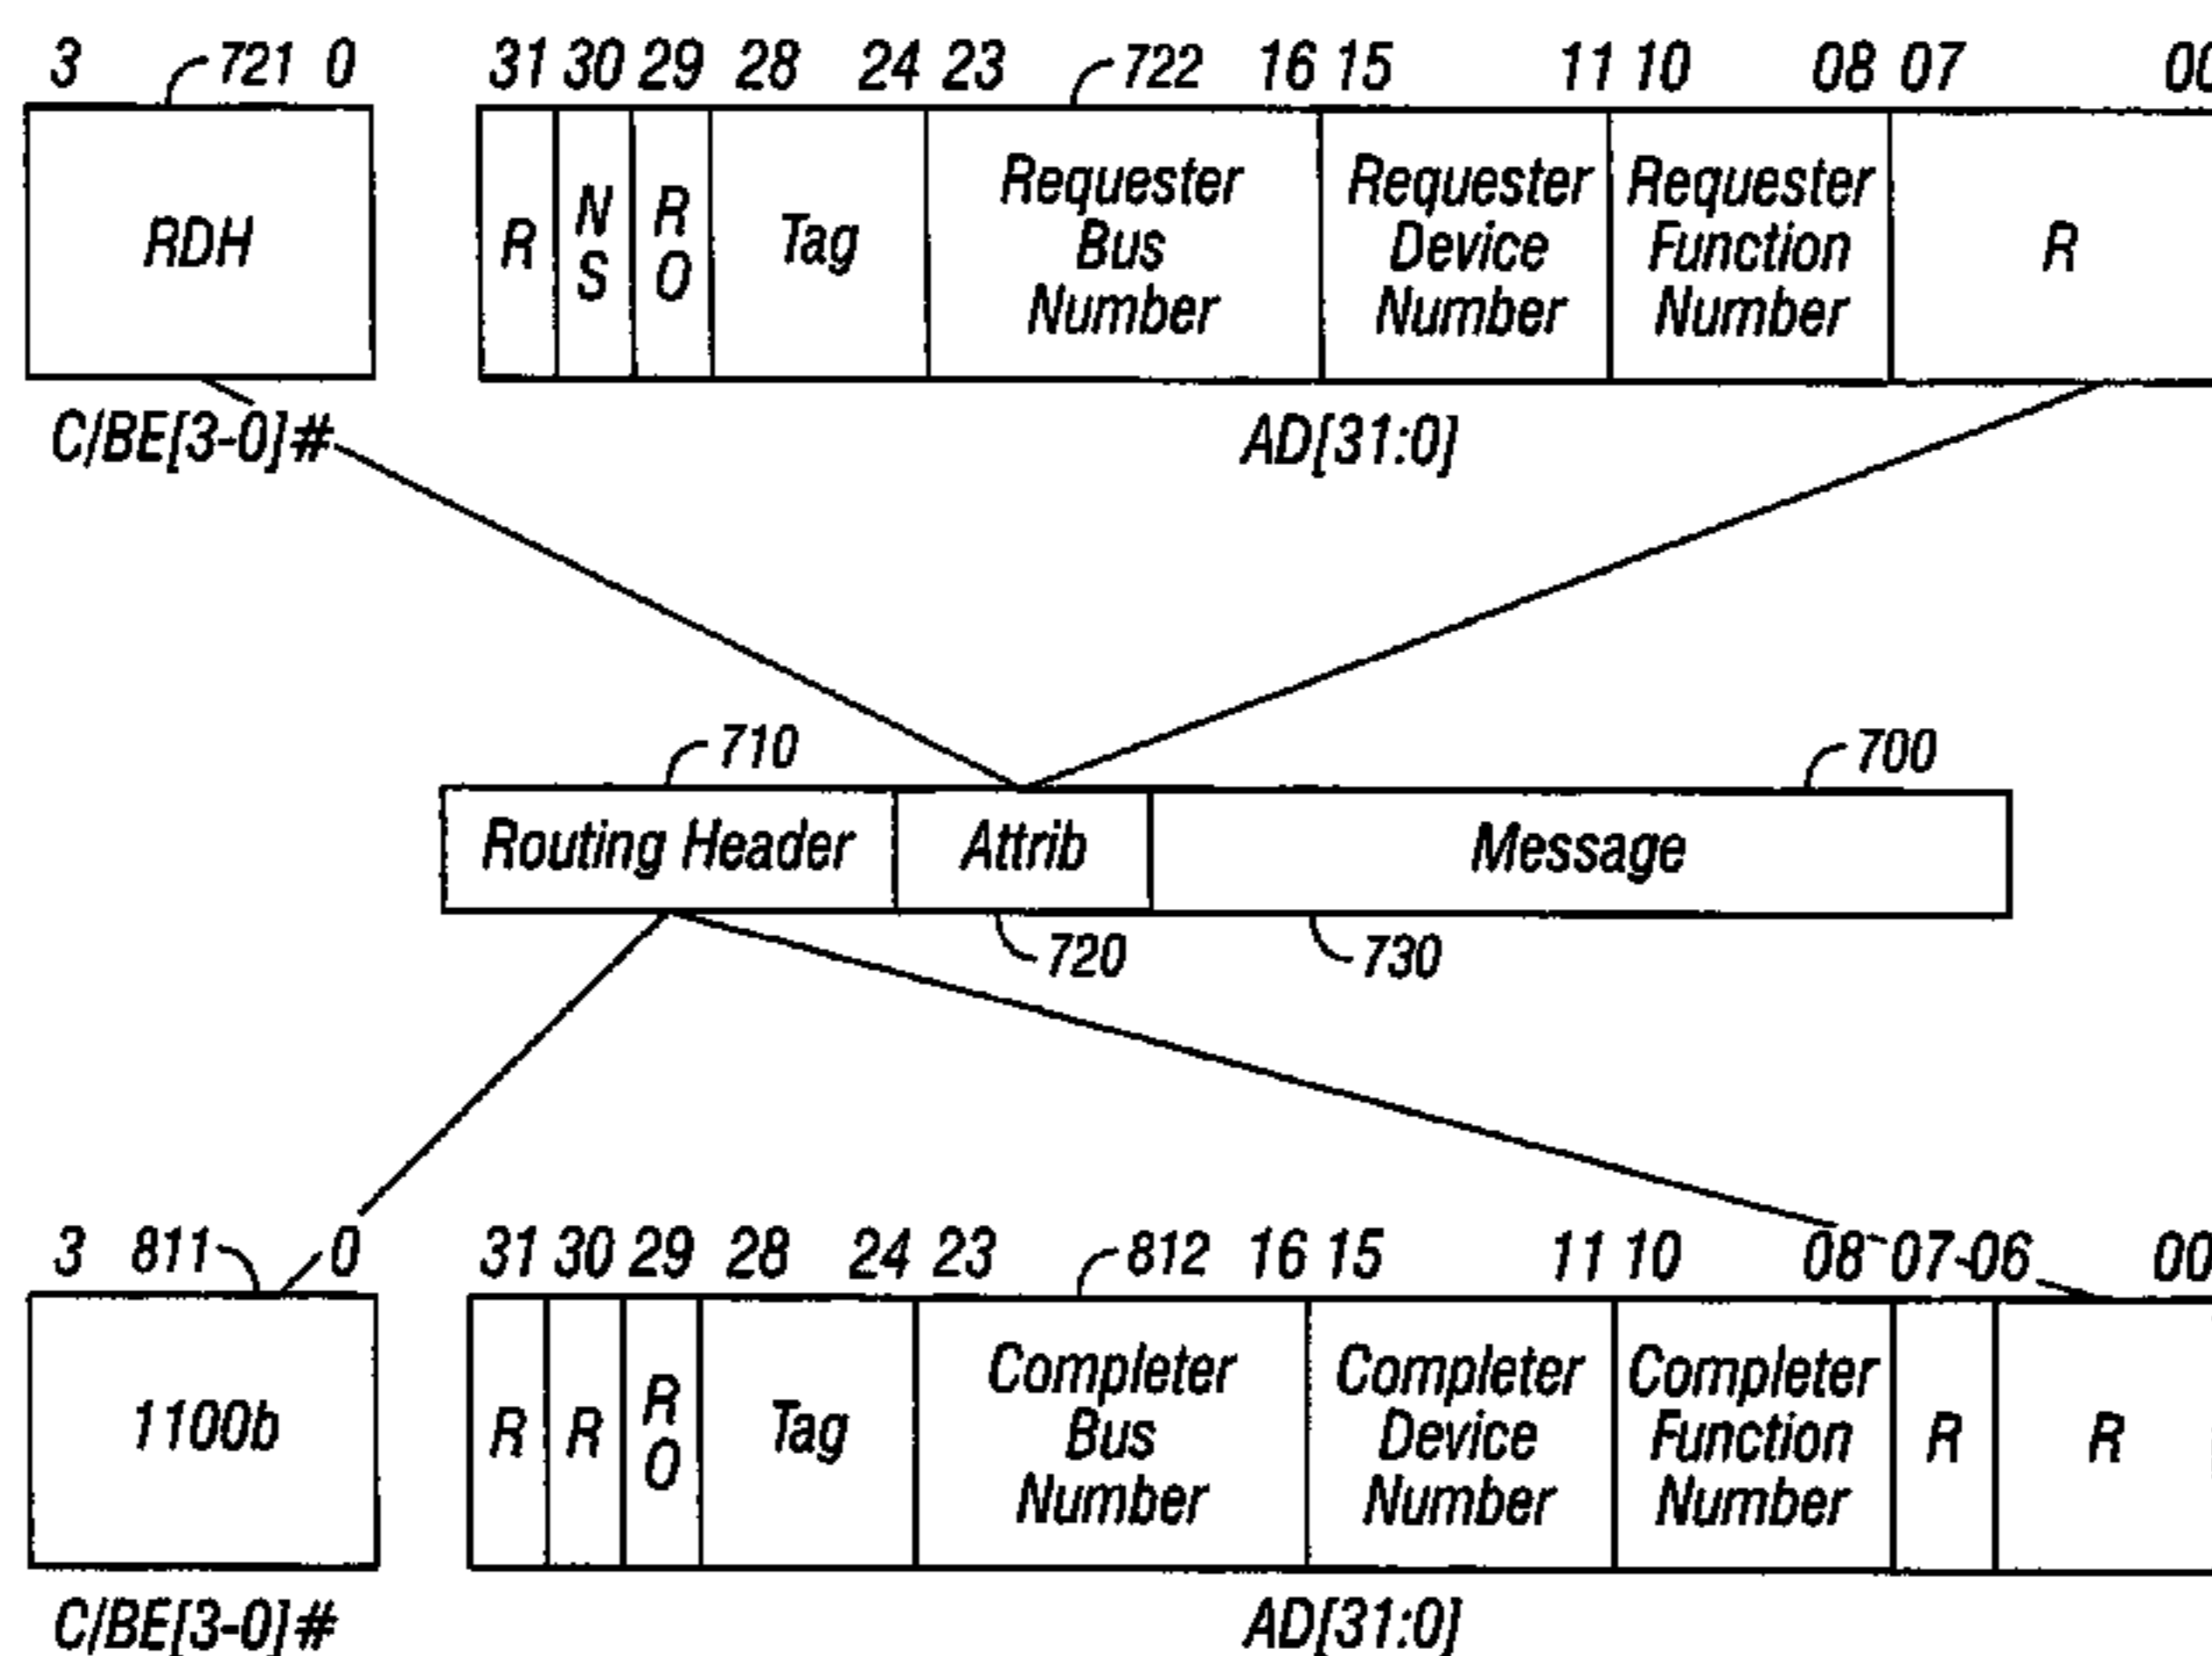 3 721 0 31 30 29 28 24 23 722 16 15 11 10 08 07 00
RDH
R
N
S
R
O
Tag
Requester
Bus
Number
Requester
Device
Number
Requester
Function
Number
R
C/BE[3-0]#
AD[31:0]
710
700
Routing Header
Attrib
Message
720
730
3 811 0 31 30 29 28 24 23 812 16 15 11 10 08 07 06 00
1100b
R
R
R
O
Tag
Completer
Bus
Number
Completer
Device
Number
Completer
Function
Number
R
R
C/BE[3-0]#
AD[31:0]